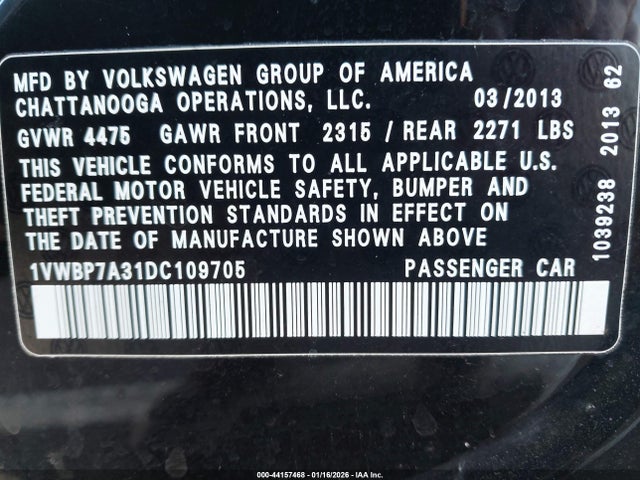 MFD BY VOLKSWAGEN GROUP OF AMERICA
CHATTANOOGA OPERATIONS, LLC. 03/2013
GVWR 4475 GAWR FRONT 2315 / REAR 2271 LBS
THIS VEHICLE CONFORMS TO ALL APPLICABLE U.S.
FEDERAL MOTOR VEHICLE SAFETY, BUMPER AND
THEFT PREVENTION STANDARDS IN EFFECT ON
THE DATE OF MANUFACTURE SHOWN ABOVE
1VWBP7A31DC109705 PASSENGER CAR
1039238 2013 62
000-44157468 - 01/16/2026 - IAA Inc.